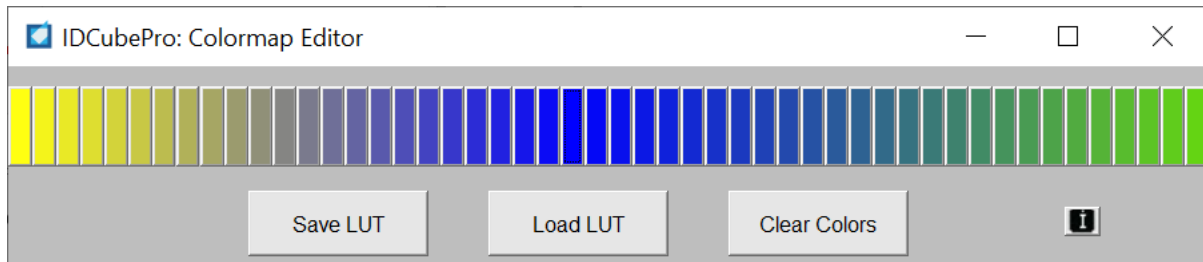 IDCubePro: Colormap Editor
Save LUT
Load LUT
Clear Colors
i